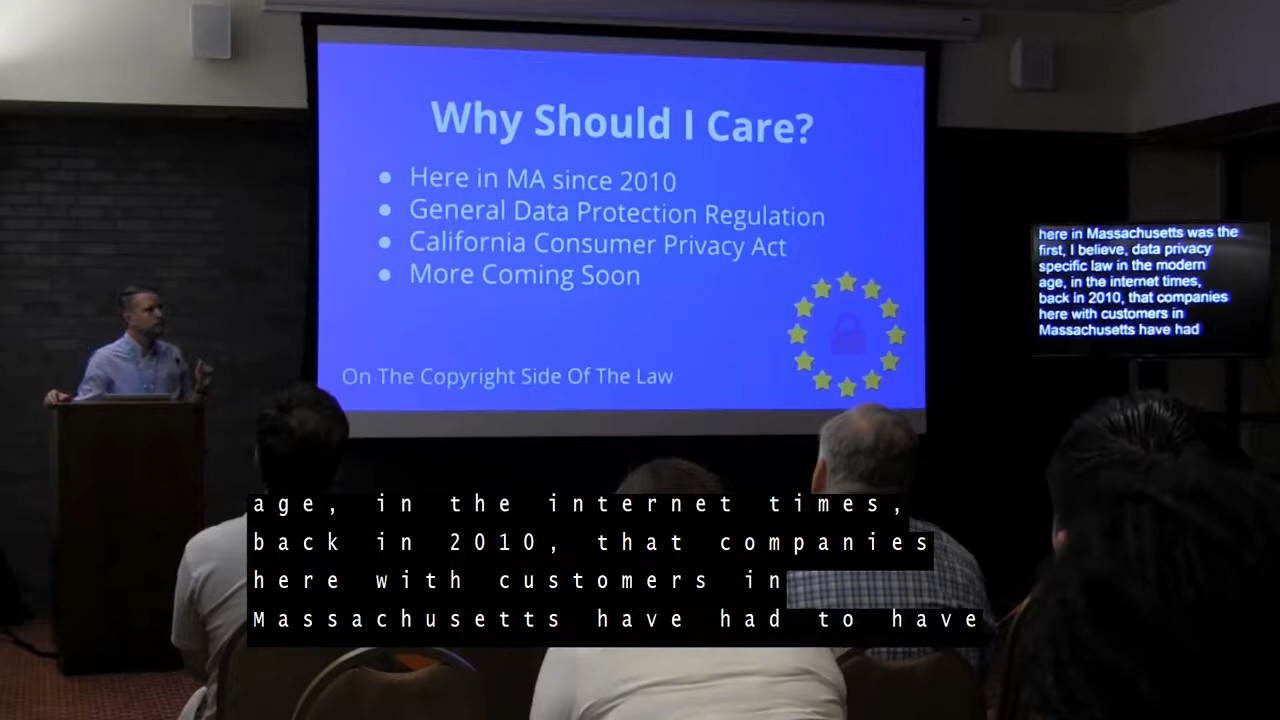 Why Should I Care?
● Here in MA since 2010
● General Data Protection Regulation
● California Consumer Privacy Act
● More Coming Soon
On The Copyright Side Of The Law
here in Massachusetts was the
first, I believe, data privacy
specific law in the modern
age, in the internet times,
back in 2010, that companies
here with customers in
Massachusetts have had
age, in the internet times,
back in 2010, that companies
here with customers in
Massachusetts have had to have